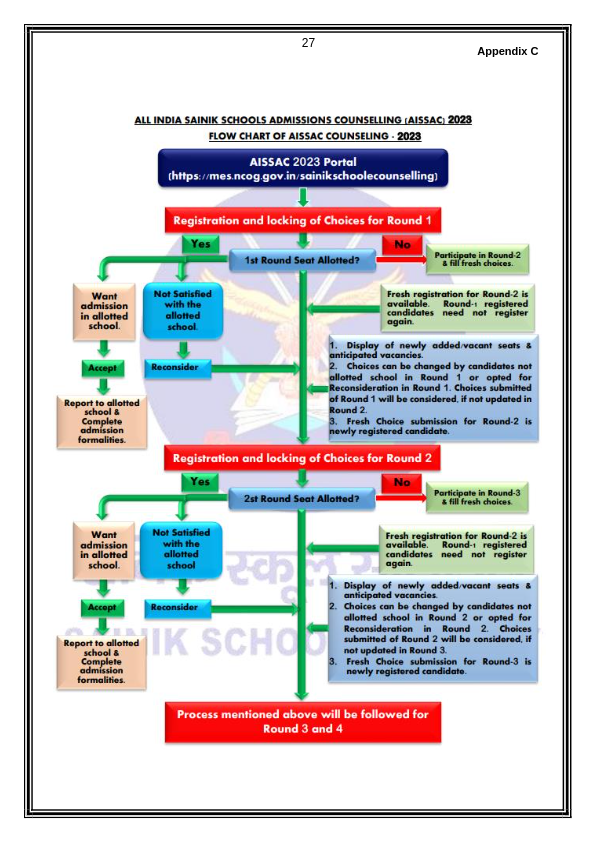 27
Appendix C
ALL INDIA SAINIK SCHOOLS ADMISSIONS COUNSELLING (AISSAC) 2023
FLOW CHART OF AISSAC COUNSELING - 2023
AISSAC 2023 Portal
(https://mes.ncog.gov.in/sainikschoolecounselling)
Registration and locking of Choices for Round 1
Yes
No
1st Round Seat Allotted?
Participate in Round-2
& fill fresh choices.
Want
admission
in allotted
school.
Not Satisfied
with the
allotted
school.
Fresh registration for Round-2 is
available. Round-1 registered
candidates need not register
again.
Accept
Reconsider
1. Display of newly added/vacant seats &
anticipated vacancies.
2. Choices can be changed by candidates not
allotted school in Round 1 or opted for
Reconsideration in Round 1. Choices submitted
of Round 1 will be considered, if not updated in
Round 2.
3. Fresh Choice submission for Round-2 is
newly registered candidate.
Report to allotted
school &
Complete
admission
formalities.
Registration and locking of Choices for Round 2
Yes
No
2st Round Seat Allotted?
Participate in Round-3
& fill fresh choices.
Want
admission
in allotted
school.
Not Satisfied
with the
allotted
school
Fresh registration for Round-2 is
available. Round-1 registered
candidates need not register
again.
Accept
Reconsider
1. Display of newly added/vacant seats &
anticipated vacancies.
2. Choices can be changed by candidates not
allotted school in Round 2 or opted for
Reconsideration in Round 2. Choices
submitted of Round 2 will be considered, if
not updated in Round 3.
3. Fresh Choice submission for Round-3 is
newly registered candidate.
Report to allotted
school &
Complete
admission
formalities.
Process mentioned above will be followed for
Round 3 and 4